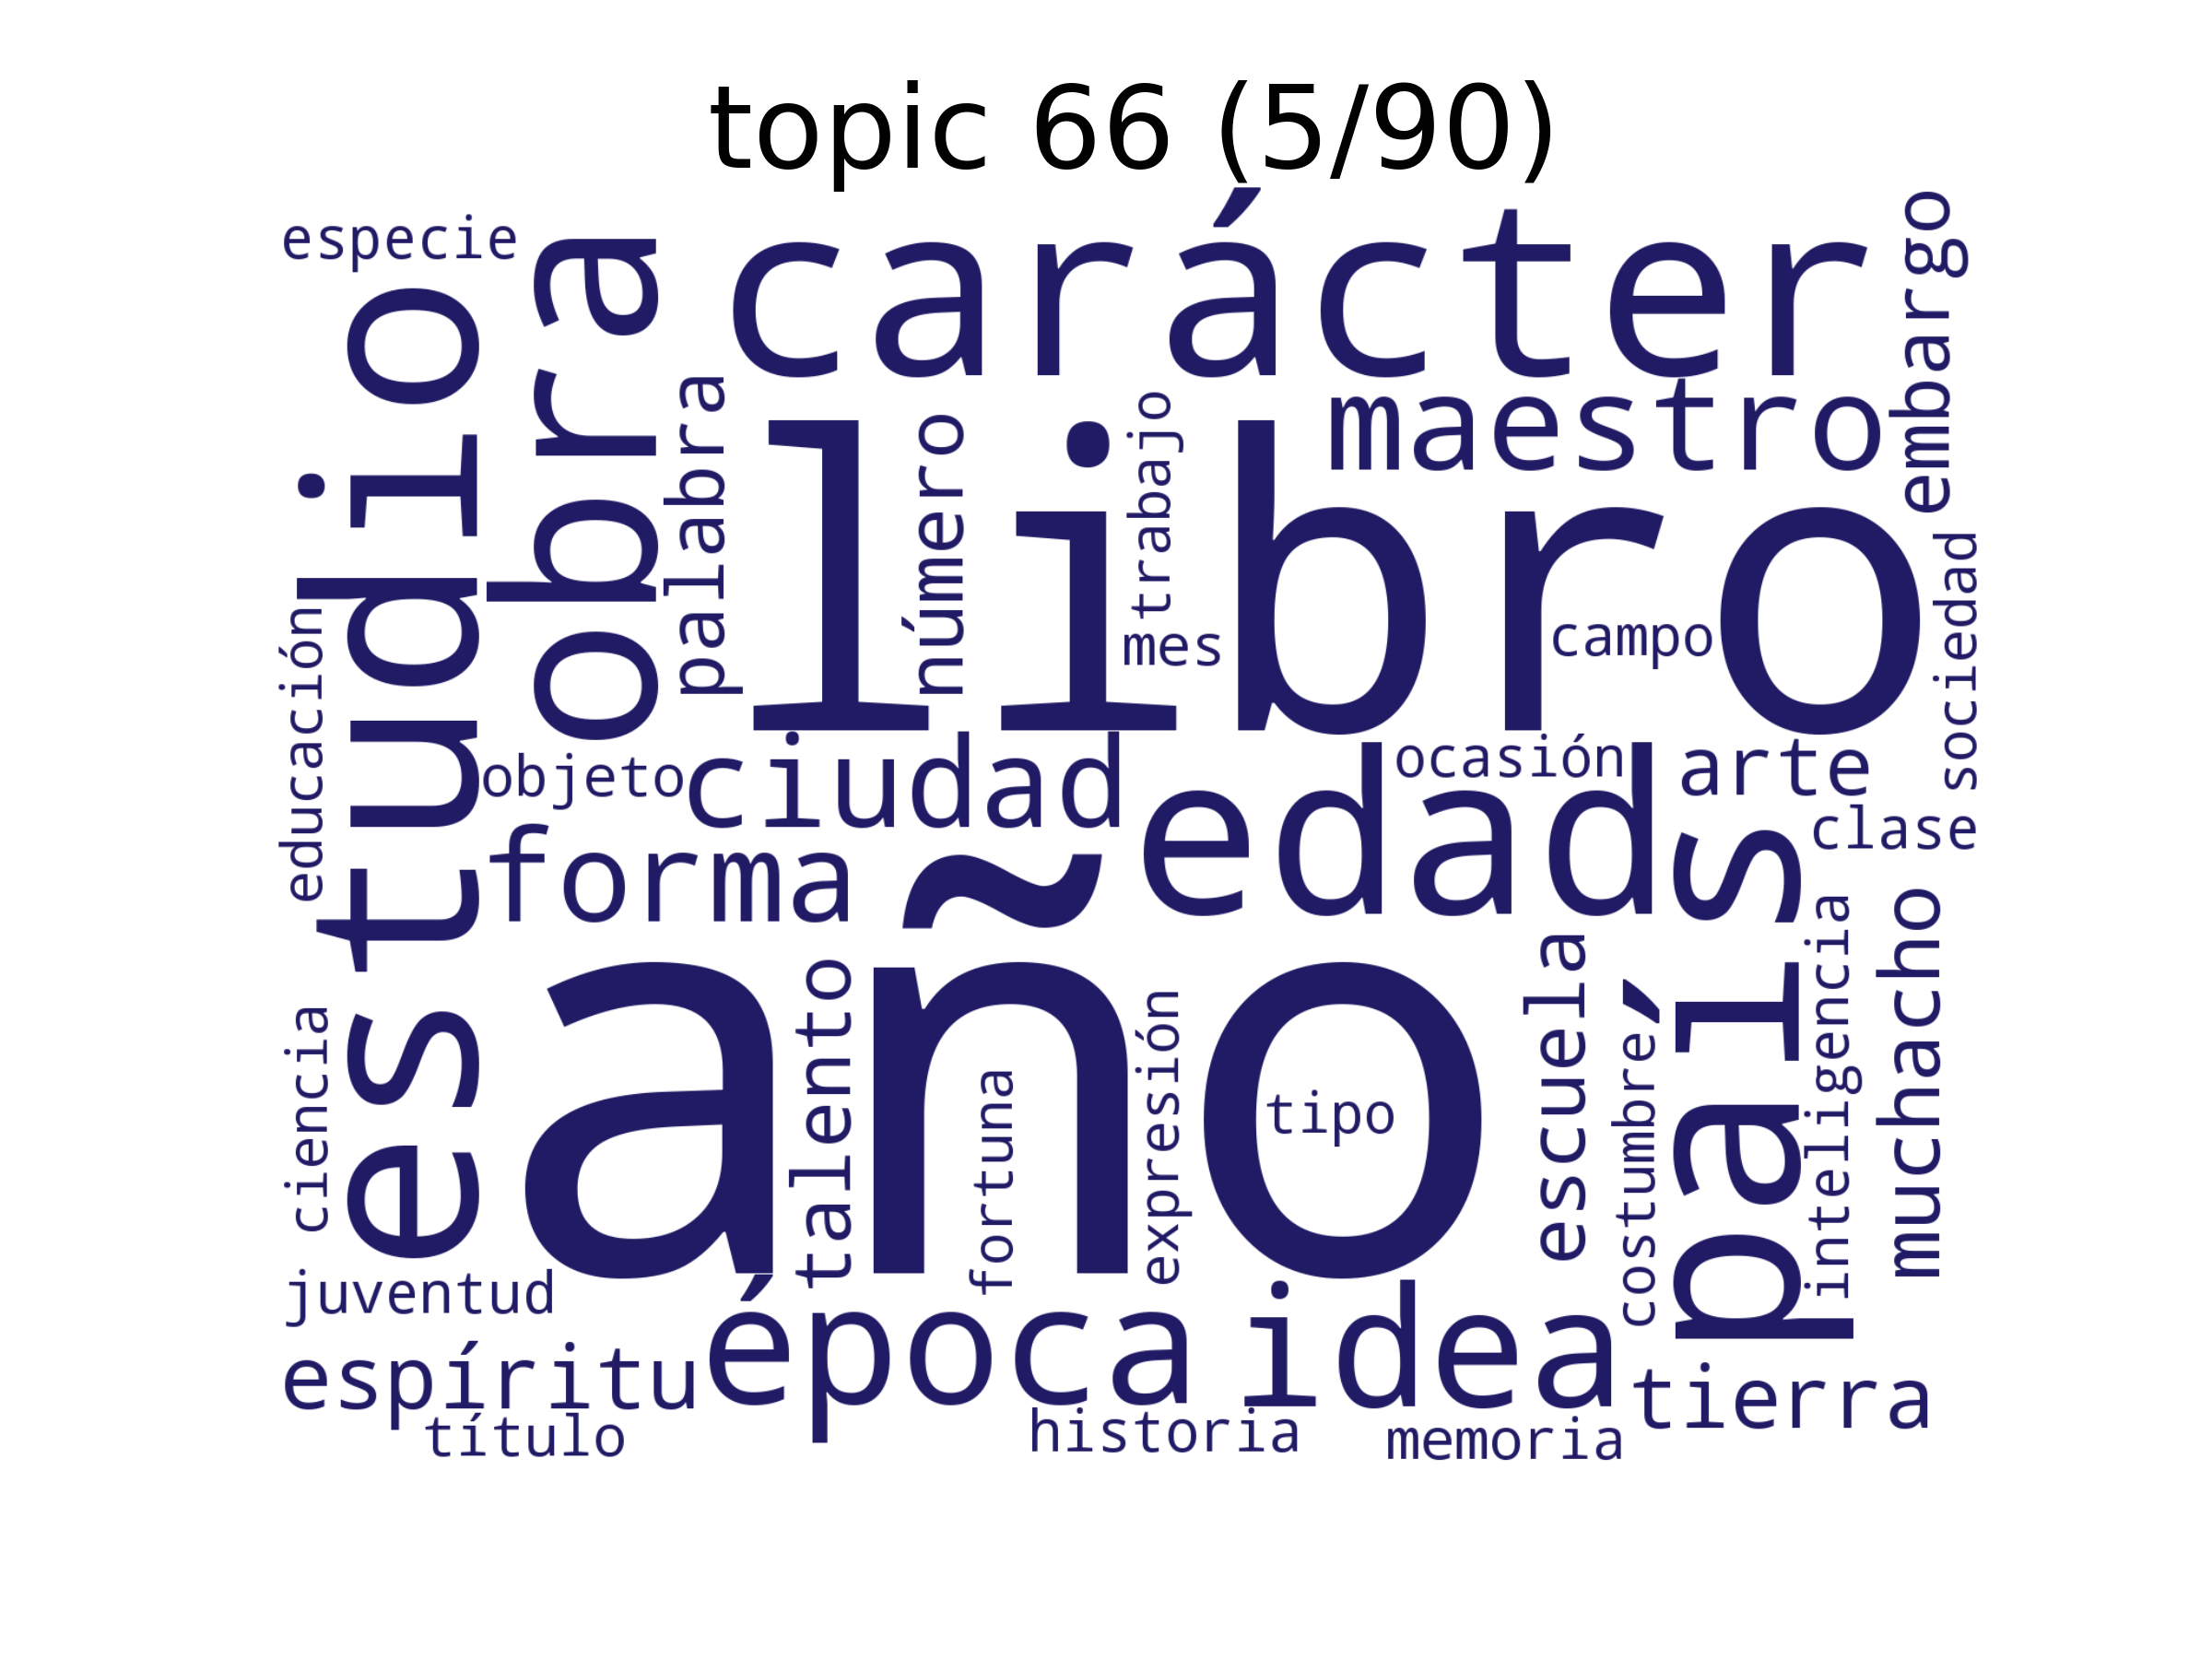 topic 66 (5/90)
especie
carácter
embargo
estudio
obra
palabra
maestro
libro
número
trabajo
mes
campo
sociedad
educación
objeto
ciudad
edad
ocasión
arte
clase
forma
año
país
talento
fortuna
expresión
tipo
escuela
costumbre
inteligencia
muchacho
ciencia
juventud
espíritu
época
idea
tierra
título
historia
memoria